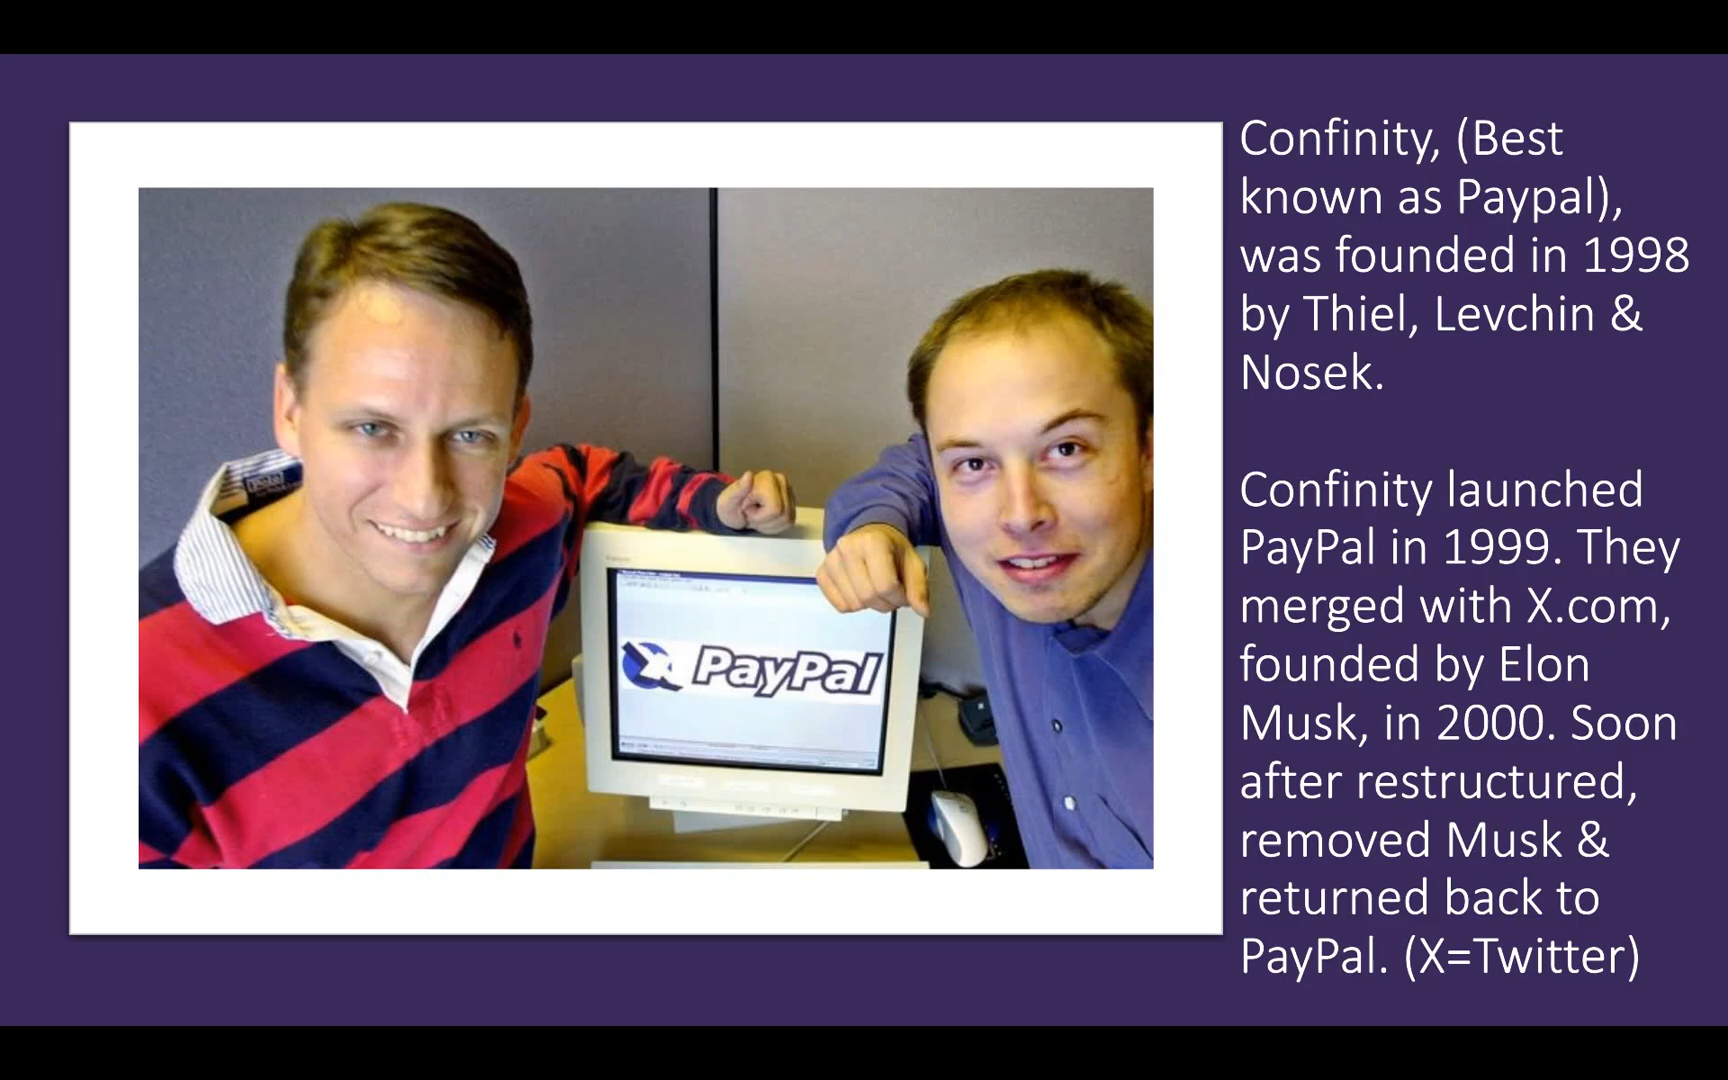 Confinity, (Best
known as Paypal),
was founded in 1998
by Thiel, Levchin &
Nosek.
Confinity launched
PayPal in 1999. They
merged with X.com,
founded by Elon
Musk, in 2000. Soon
after restructured,
removed Musk &
returned back to
PayPal. (X=Twitter)
X PayPal